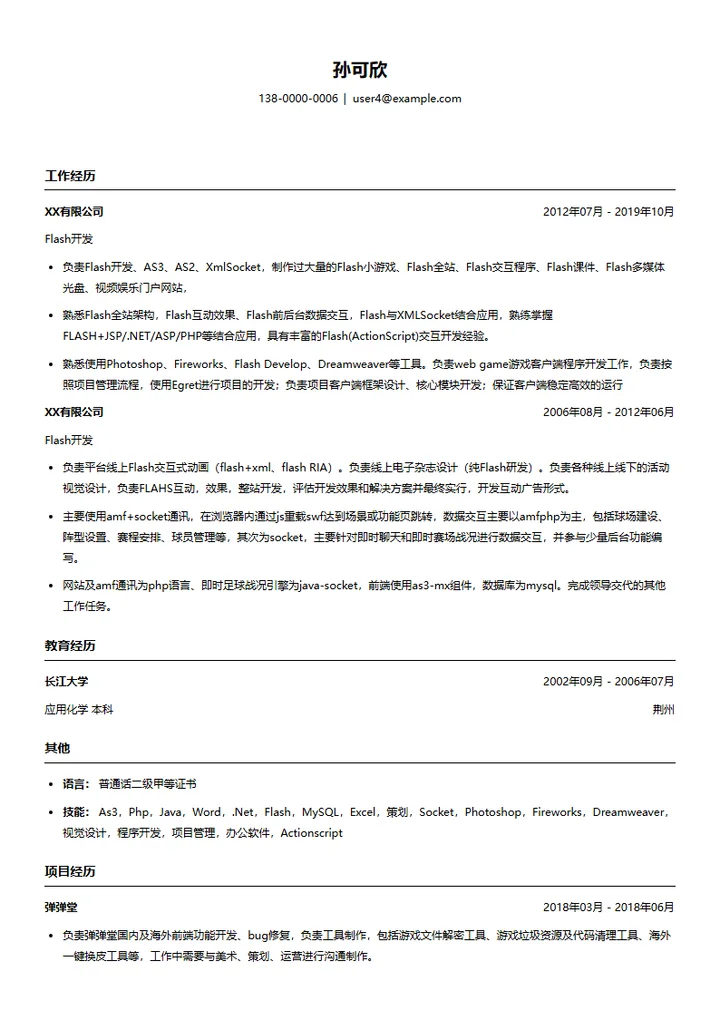 孙可欣
138-0000-0006 | user4@example.com
工作经历
XX有限公司 2012年07月 - 2019年10月
Flash开发
• 负责Flash开发、AS3、AS2、XmlSocket，制作过大量的Flash小游戏、Flash全站、Flash交互程序、Flash课件、Flash多媒体
光盘、视频娱乐门户网站，
• 熟悉Flash全站架构，Flash互动效果、Flash前后台数据交互，Flash与XMLSocket结合应用，熟练掌握
FLASH+JSP/.NET/ASP/PHP等结合应用，具有丰富的Flash(ActionScript)交互开发经验。
• 熟悉使用Photoshop、Fireworks、Flash Develop、Dreamweaver等工具。负责web game游戏客户端程序开发工作，负责按
照项目管理流程，使用Egret进行项目的开发；负责项目客户端框架设计、核心模块开发；保证客户端稳定高效的运行
XX有限公司 2006年08月 - 2012年06月
Flash开发
• 负责平台线上Flash交互式动画（flash+xml、flash RIA）。负责线上电子杂志设计（纯Flash研发）。负责各种线上线下的活动
视觉设计，负责FLAHS互动，效果，整站开发，评估开发效果和解决方案并最终实行，开发互动广告形式。
• 主要使用amf+socket通讯，在浏览器内通过js重载swf达到场景或功能页跳转，数据交互主要以amfphp为主，包括球场建设、
阵型设置、赛程安排、球员管理等，其次为socket，主要针对即时聊天和即时赛场战况进行数据交互，并参与少量后台功能编
写。
• 网站及amf通讯为php语言、即时足球战况引擎为java-socket，前端使用as3-mx组件，数据库为mysql。完成领导交代的其他
工作任务。
教育经历
长江大学 2002年09月 - 2006年07月
应用化学 本科 荆州
其他
• 语言： 普通话二级甲等证书
• 技能： As3，Php，Java，Word，.Net，Flash，MySQL，Excel，策划，Socket，Photoshop，Fireworks，Dreamweaver，
视觉设计，程序开发，项目管理，办公软件，Actionscript
项目经历
弹弹堂 2018年03月 - 2018年06月
• 负责弹弹堂国内及海外前端功能开发、bug修复，负责工具制作，包括游戏文件解密工具、游戏垃圾资源及代码清理工具、海外
一键换皮工具等，工作中需要与美术、策划、运营进行沟通制作。